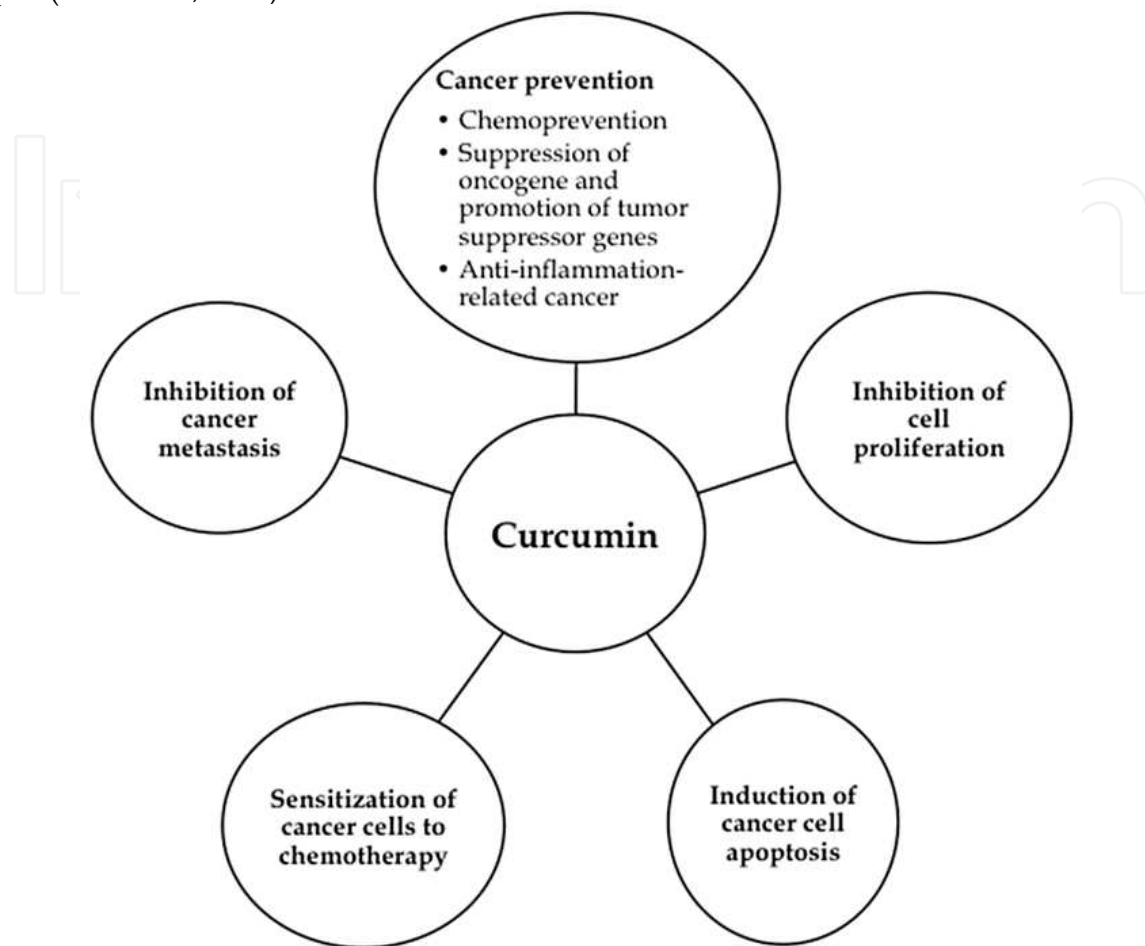 Cancer prevention
• Chemoprevention
• Suppression of
oncogene and
promotion of tumor
suppressor genes
• Anti-inflammation-
related cancer
Inhibition of
cancer
metastasis
Inhibition of
cell
proliferation
Curcumin
Sensitization of
cancer cells to
chemotherapy
Induction of
cancer cell
apoptosis